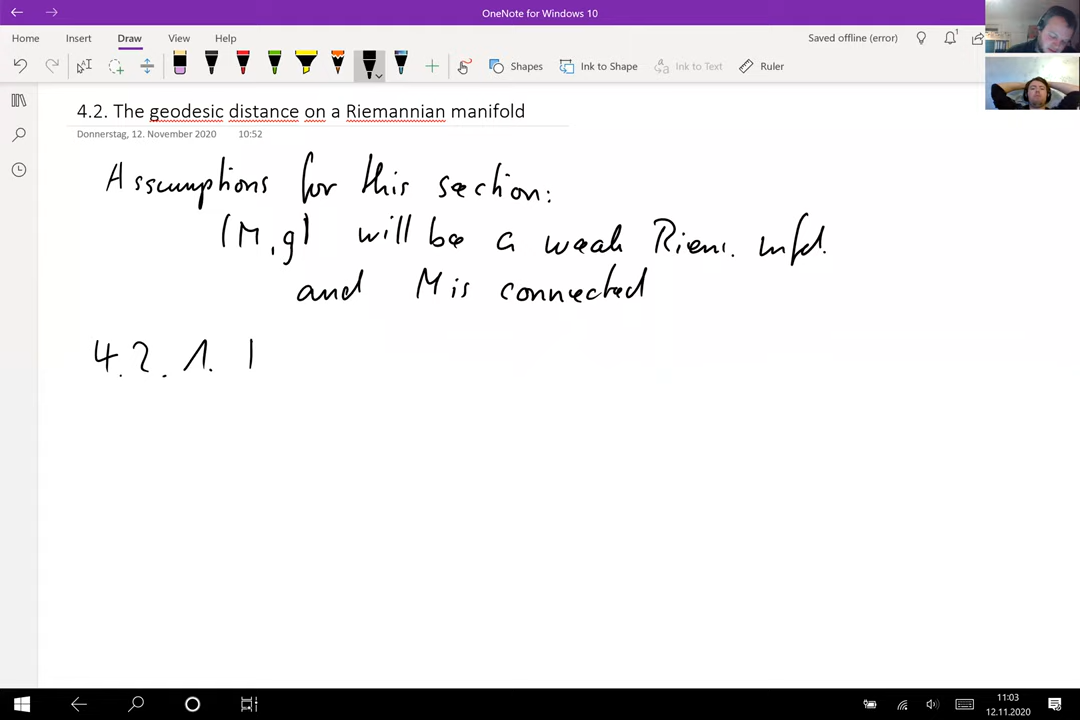 OneNote for Windows 10
Home Insert Draw View Help
Saved offline (error)
Shapes Ink to Shape Ink to Text Ruler
4.2. The geodesic distance on a Riemannian manifold
Donnerstag, 12. November 2020 10:52
Assumptions for this section:
(M,g) will be a weak Riem. mfd.
and M is connected
4.2.1.
11:03
12.11.2020